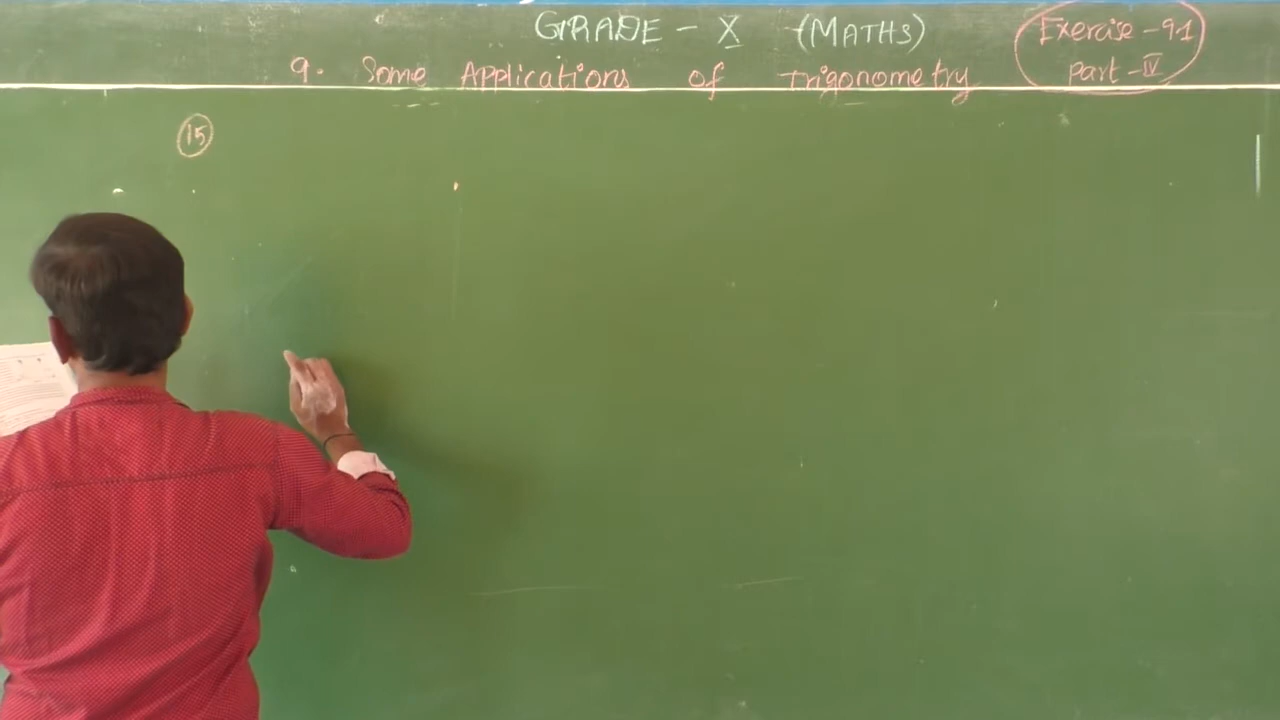 GRADE - X (MATHS)
Exercise - 9.1
9. Some Applications of Trigonometry
Part - IV
15